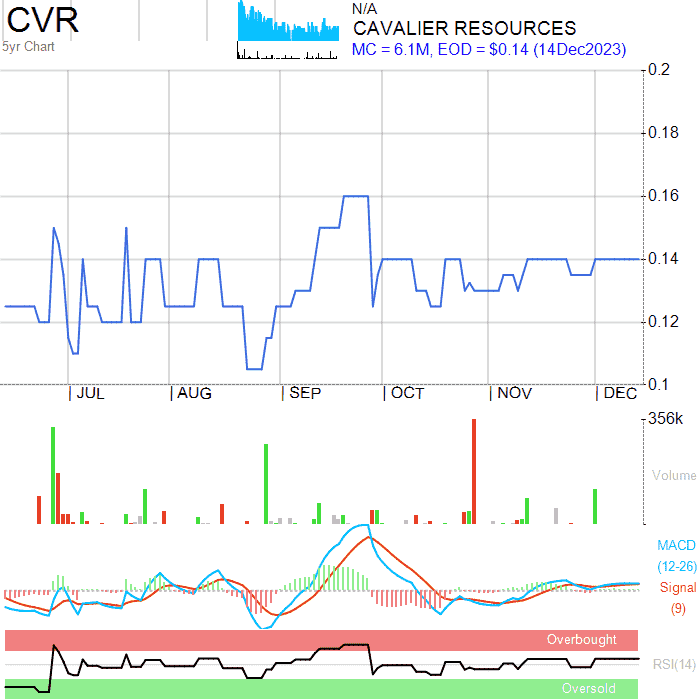 CVR
5yr Chart
N/A
CAVALIER RESOURCES
MC = 6.1M, EOD = $0.14 (14Dec2023)
0.2
0.18
0.16
0.14
0.12
0.1
JUL AUG SEP OCT NOV DEC
356k
Volume
MACD
(12-26)
Signal
(9)
Overbought
RSI(14)
Oversold